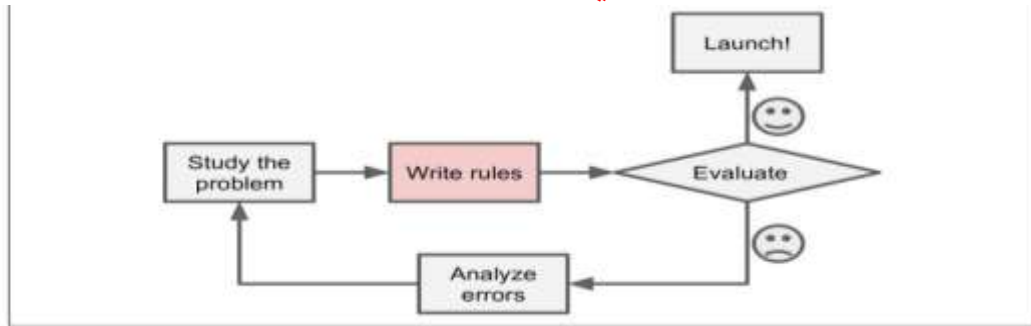 Launch!
Study the
problem
Write rules
Evaluate
Analyze
errors